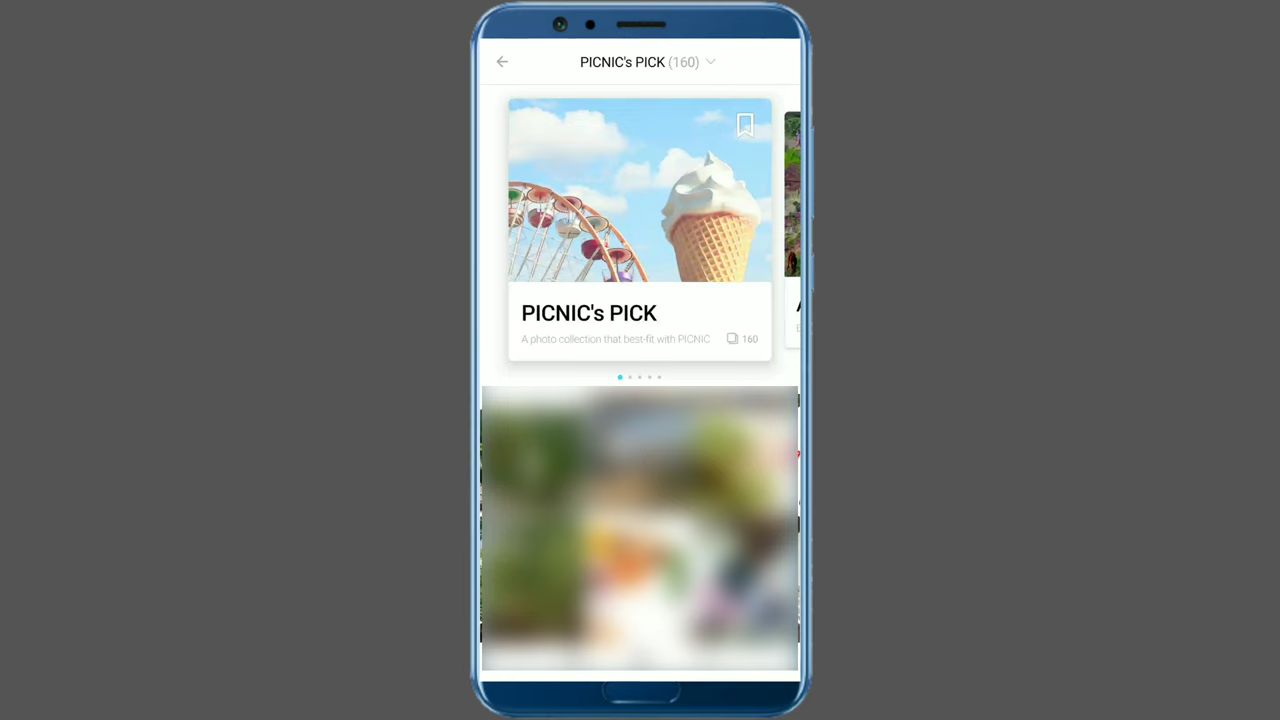 PICNIC's PICK (160)
PICNIC's PICK
A photo collection that best-fit with PICNIC
160